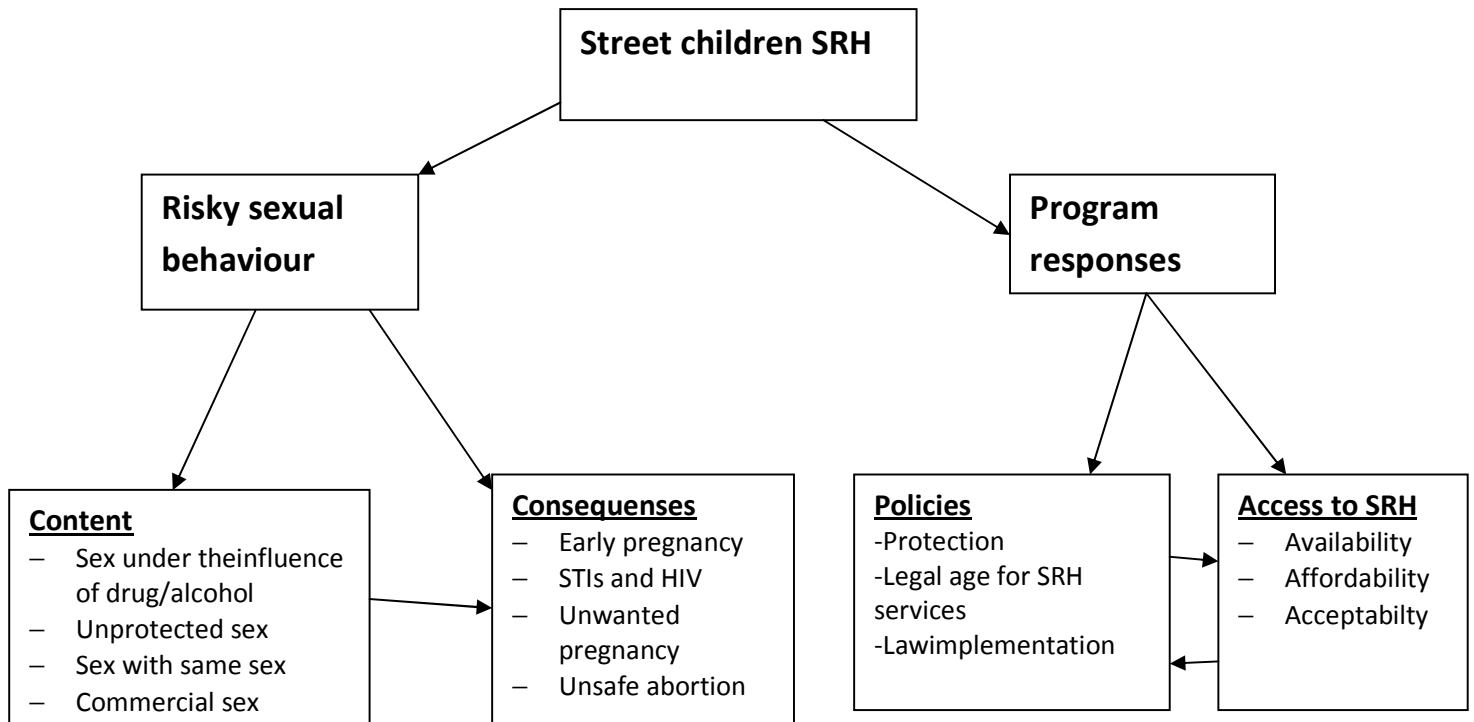 Street children SRH
Risky sexual
behaviour
Program
responses
Content
– Sex under theinfluence
of drug/alcohol
– Unprotected sex
– Sex with same sex
– Commercial sex
Consequenses
– Early pregnancy
– STIs and HIV
– Unwanted
pregnancy
– Unsafe abortion
Policies
-Protection
-Legal age for SRH
services
-Lawimplementation
Access to SRH
– Availability
– Affordability
– Acceptabilty